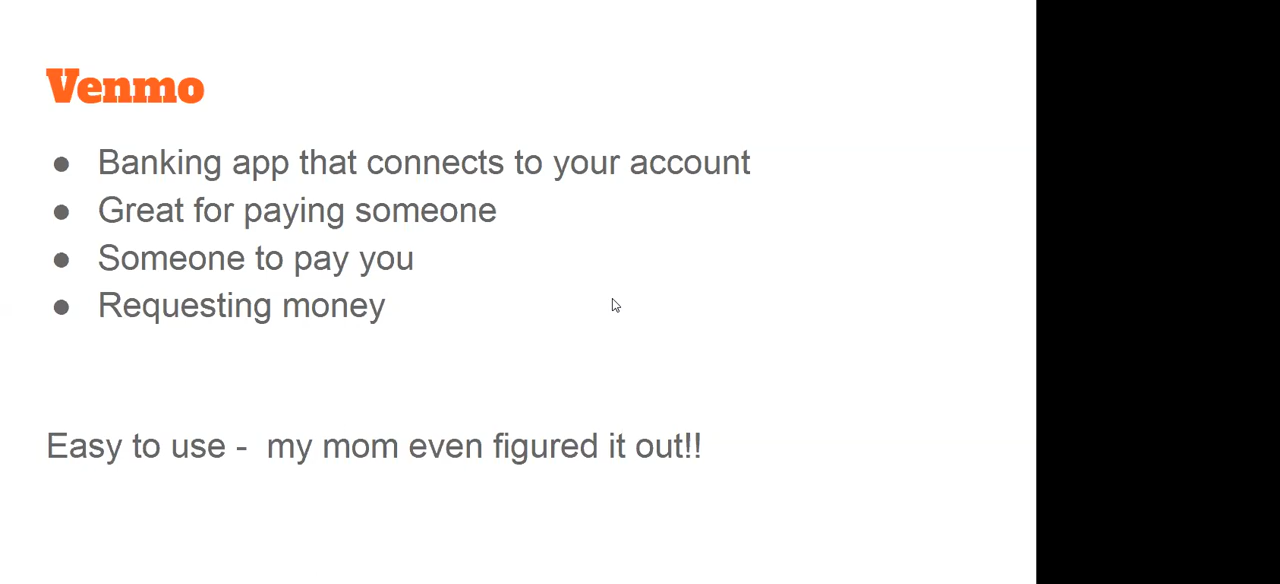 Venmo
● Banking app that connects to your account
● Great for paying someone
● Someone to pay you
● Requesting money
Easy to use -  my mom even figured it out!!